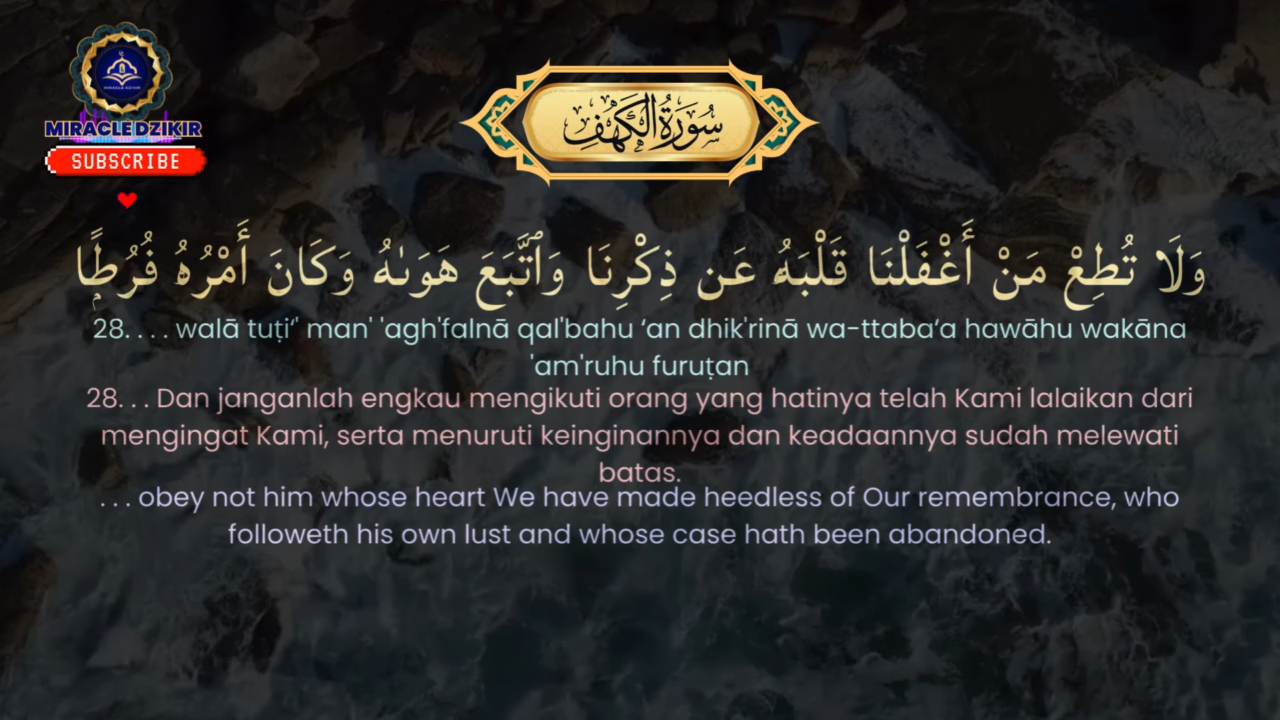 MIRACLE DZIKIR
SUBSCRIBE
سُورَةُ الْكَهْفِ
وَلَا تُطِعْ مَنْ أَغْفَلْنَا قَلْبَهُۥ عَن ذِكْرِنَا وَٱتَّبَعَ هَوَىٰهُ وَكَانَ أَمْرُهُۥ فُرُطًا
28. . . . walā tuṭi‘' man' 'agh'falnā qal'bahu ‘an dhik'rinā wa-ttaba‘a hawāhu wakāna
'am'ruhu furuṭan
28. . . Dan janganlah engkau mengikuti orang yang hatinya telah Kami lalaikan dari
mengingat Kami, serta menuruti keinginannya dan keadaannya sudah melewati
batas.
. . . obey not him whose heart We have made heedless of Our remembrance, who
followeth his own lust and whose case hath been abandoned.